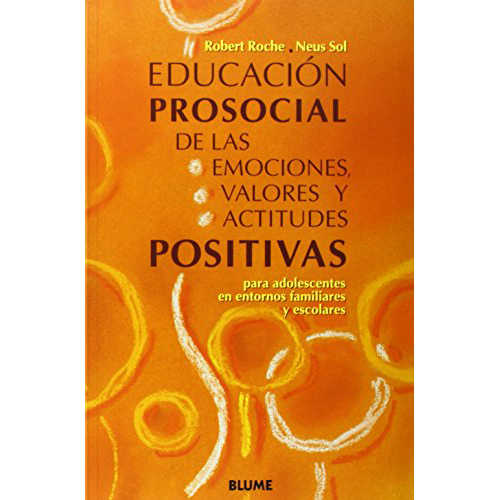 Robert Roche . Neus Sol
EDUCACIÓN
PROSOCIAL
DE LAS
EMOCIONES,
VALORES Y
ACTITUDES
POSITIVAS
para adolescentes
en entornos familiares
y escolares
BLUME